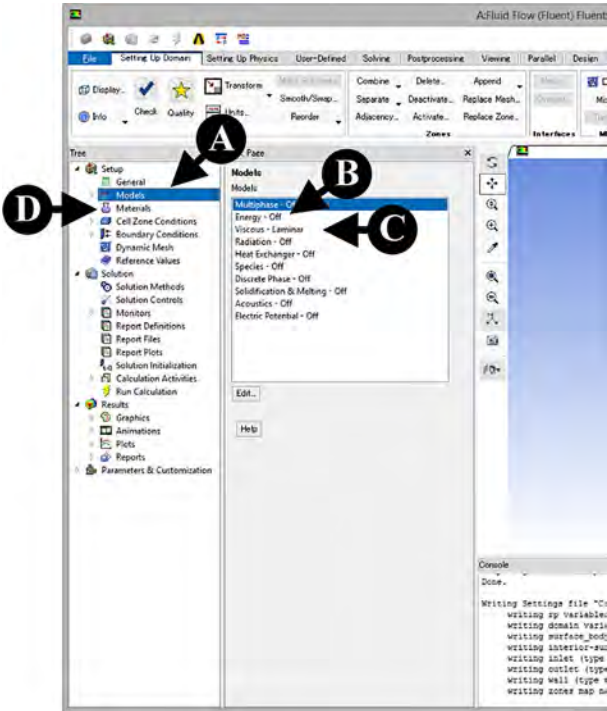 A:Fluid Flow (Fluent) Fluent
File Setting Up Domain Setting Up Physics User-Defined Solving Postprocessing Viewing Parallel Design
Display... Transform Combine Delete... Append
Smooth/Swap... Separate Deactivate... Replace Mesh...
Info Check Quality Units... Reorder Adjacency... Activate... Replace Zone...
Zones Interfaces
Tree Page
Setup
General
Models
Materials
Cell Zone Conditions
Boundary Conditions
Dynamic Mesh
Reference Values
Solution
Solution Methods
Solution Controls
Monitors
Report Definitions
Report Files
Report Plots
Solution Initialization
Calculation Activities
Run Calculation
Results
Graphics
Animations
Plots
Reports
Parameters & Customization
A
B
C
D
Models
Models
Multiphase - Off
Energy - Off
Viscous - Laminar
Radiation - Off
Heat Exchanger - Off
Species - Off
Discrete Phase - Off
Solidification & Melting - Off
Acoustics - Off
Electric Potential - Off
Edit...
Help
Console
Done.
Writing Settings file "C
writing rp variable
writing domain varia
writing surface_body
writing interior-su
writing inlet (type
writing outlet (type
writing wall (type
writing zones map na